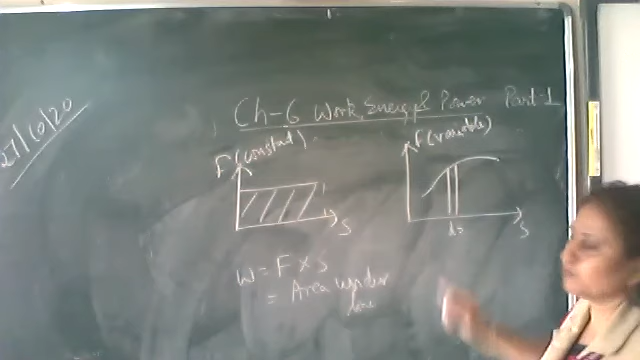 27/10/20
Ch-6 Work, Energy & Power Part-1
F(constant)
S
F(variable)
ds
S
W = F × S
= Area under